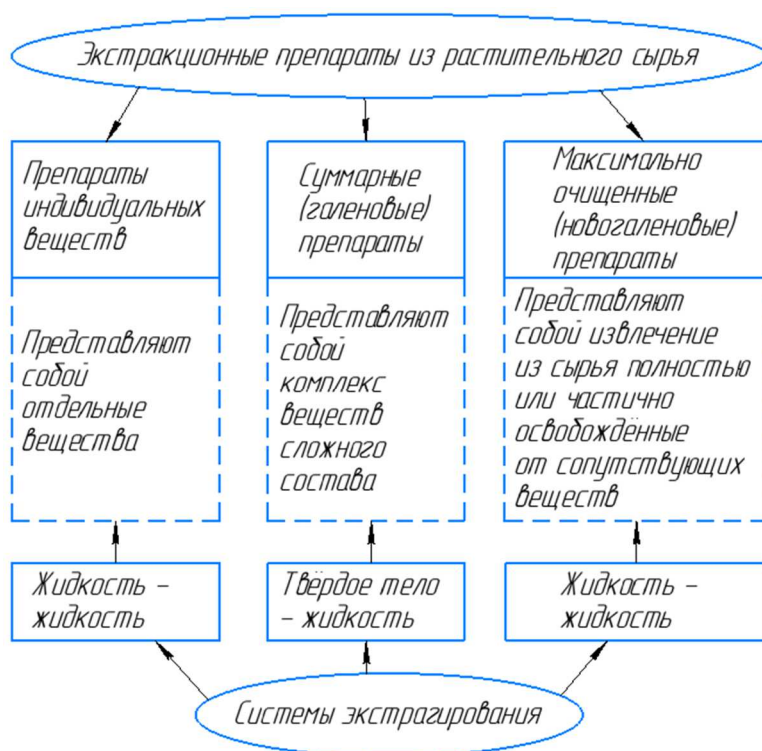 Экстракционные препараты из растительного сырья
Препараты
индивидуальных
веществ
Суммарные
(галеновые)
препараты
Максимально
очищенные
(новогаленовые)
препараты
Представляют
собой
отдельные
вещества
Представляют
собой
комплекс
веществ
сложного
состава
Представляют
собой извлечение
из сырья полностью
или частично
освобождённые
от сопутствующих
веществ
Жидкость –
жидкость
Твёрдое тело
– жидкость
Жидкость –
жидкость
Системы экстрагирования